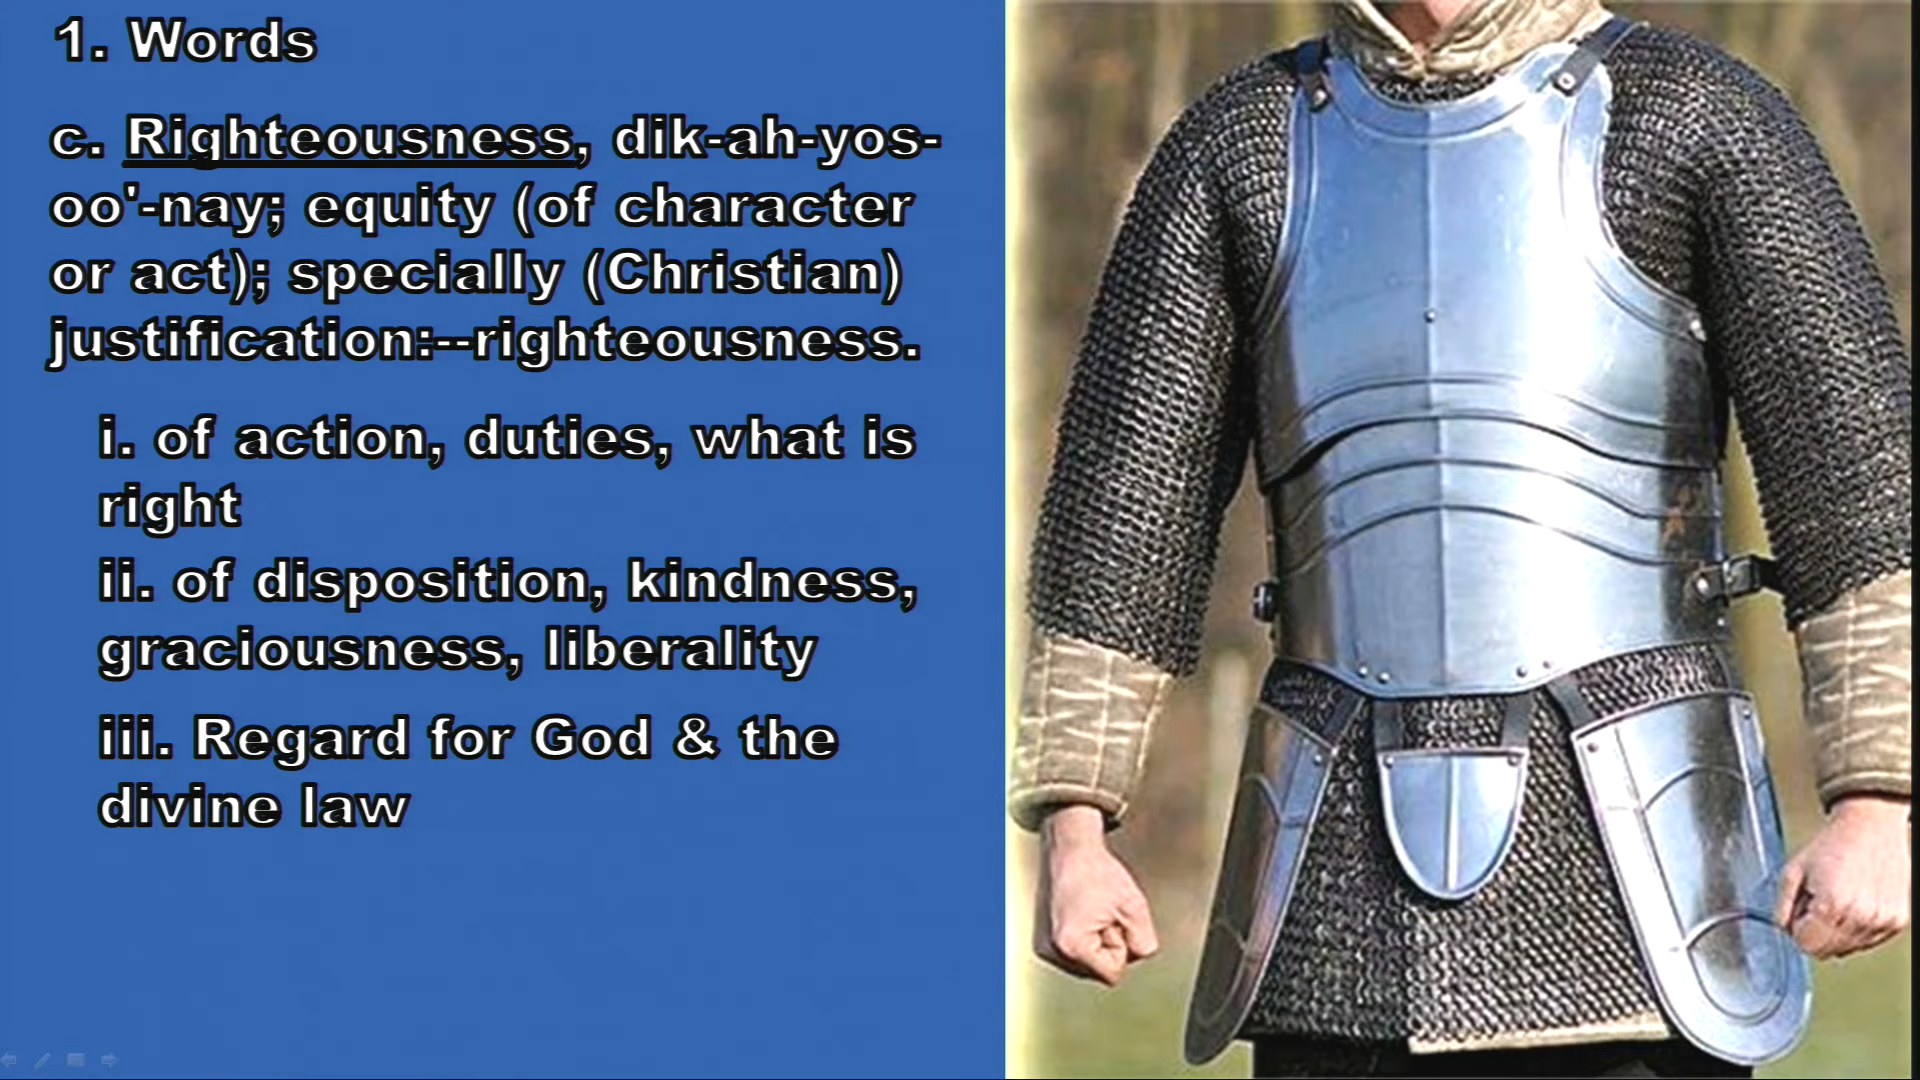 1. Words
c. Righteousness, dik-ah-yos-
oo'-nay; equity (of character
or act); specially (Christian)
justification:--righteousness.
i. of action, duties, what is
right
ii. of disposition, kindness,
graciousness, liberality
iii. Regard for God & the
divine law